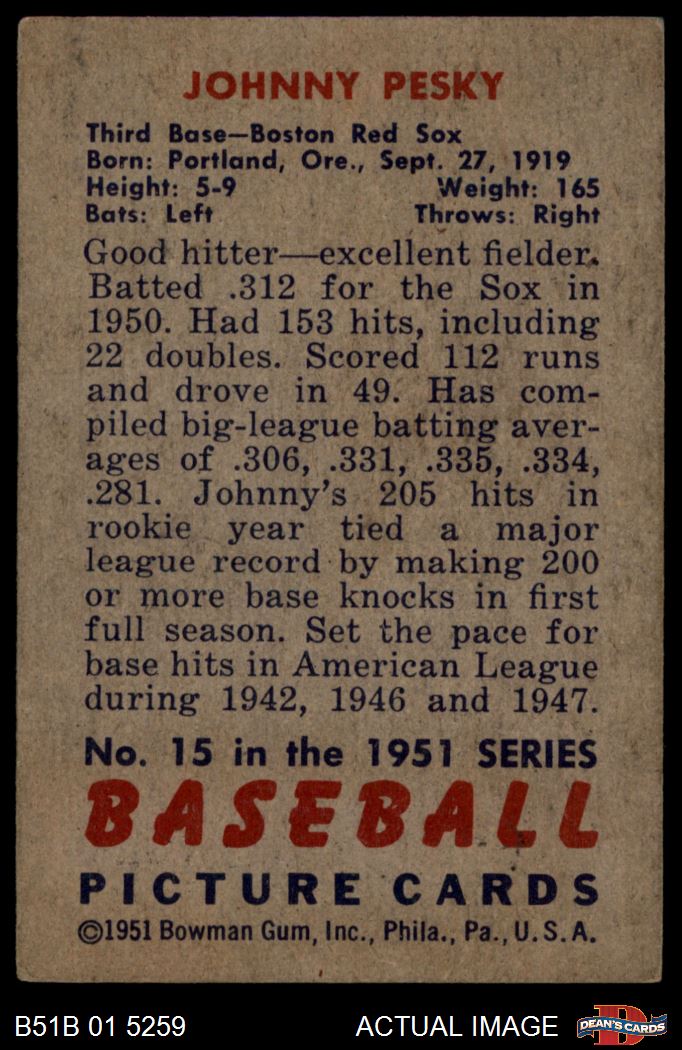 JOHNNY PESKY
Third Base—Boston Red Sox
Born: Portland, Ore., Sept. 27, 1919
Height: 5-9 Weight: 165
Bats: Left Throws: Right
Good hitter—excellent fielder.
Batted .312 for the Sox in
1950. Had 153 hits, including
22 doubles. Scored 112 runs
and drove in 49. Has com-
piled big-league batting aver-
ages of .306, .331, .335, .334,
.281. Johnny's 205 hits in
rookie year tied a major
league record by making 200
or more base knocks in first
full season. Set the pace for
base hits in American League
during 1942, 1946 and 1947.
No. 15 in the 1951 SERIES
BASEBALL
PICTURE CARDS
©1951 Bowman Gum, Inc., Phila., Pa., U.S.A.
B51B 01 5259 ACTUAL IMAGE
D
DEAN'S CARDS